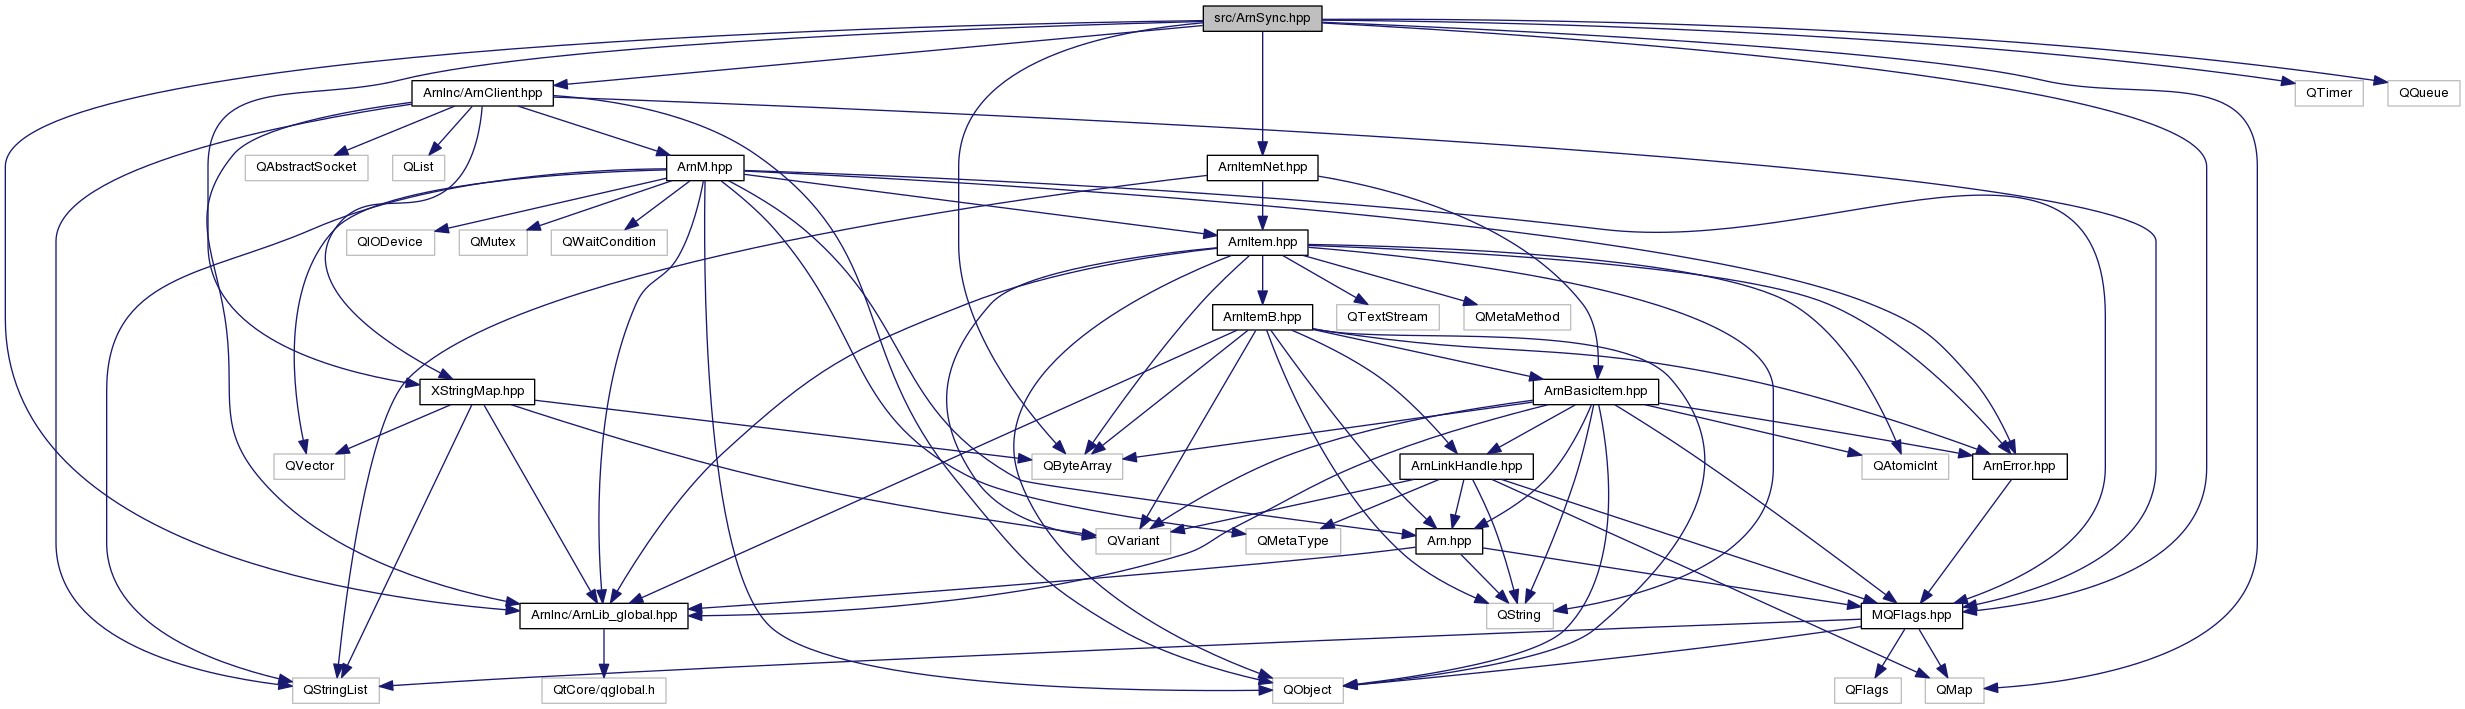 src/ArnSync.hpp
ArnInc/ArnClient.hpp
QTimer
QQueue
QAbstractSocket
QList
ArnM.hpp
ArnItemNet.hpp
QIODevice
QMutex
QWaitCondition
ArnItem.hpp
ArnItemB.hpp
QTextStream
QMetaMethod
XStringMap.hpp
ArnBasicItem.hpp
QVector
QByteArray
ArnLinkHandle.hpp
QAtomicInt
ArnError.hpp
QVariant
QMetaType
Arn.hpp
ArnInc/ArnLib_global.hpp
QString
MQFlags.hpp
QStringList
QtCore/qglobal.h
QObject
QFlags
QMap